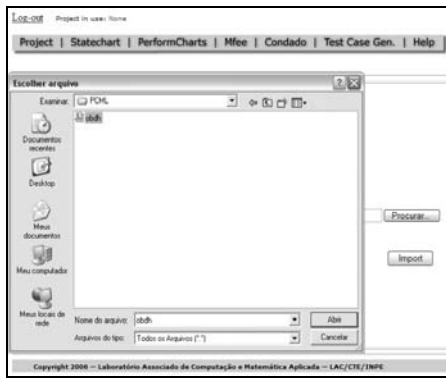 Log-out Project in use: None
Project | Statechart | PerformCharts | Mfee | Condado | Test Case Gen. | Help |
Escolher arquivo
Examinar: PCML
obdh
Documentos recentes
Desktop
Meus documentos
Procurar...
Meu computador
Import
Meus locais de rede
Nome do arquivo: obdh Abrir
Arquivos do tipo: Todos os Arquivos (*.*) Cancelar
Copyright 2006 – Laboratório Associado de Computação e Matemática Aplicada – LAC/CTE/INPE